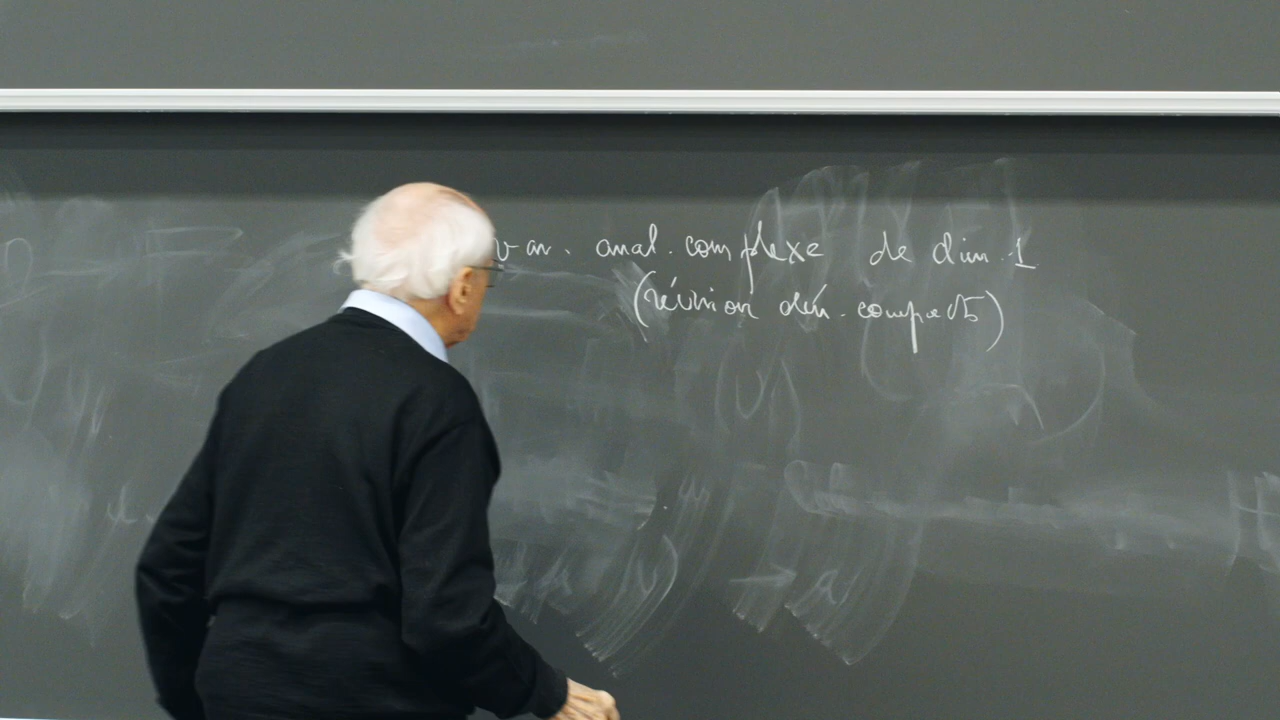 var. anal. complexe de dim. 1
(réunion dén. compacts)